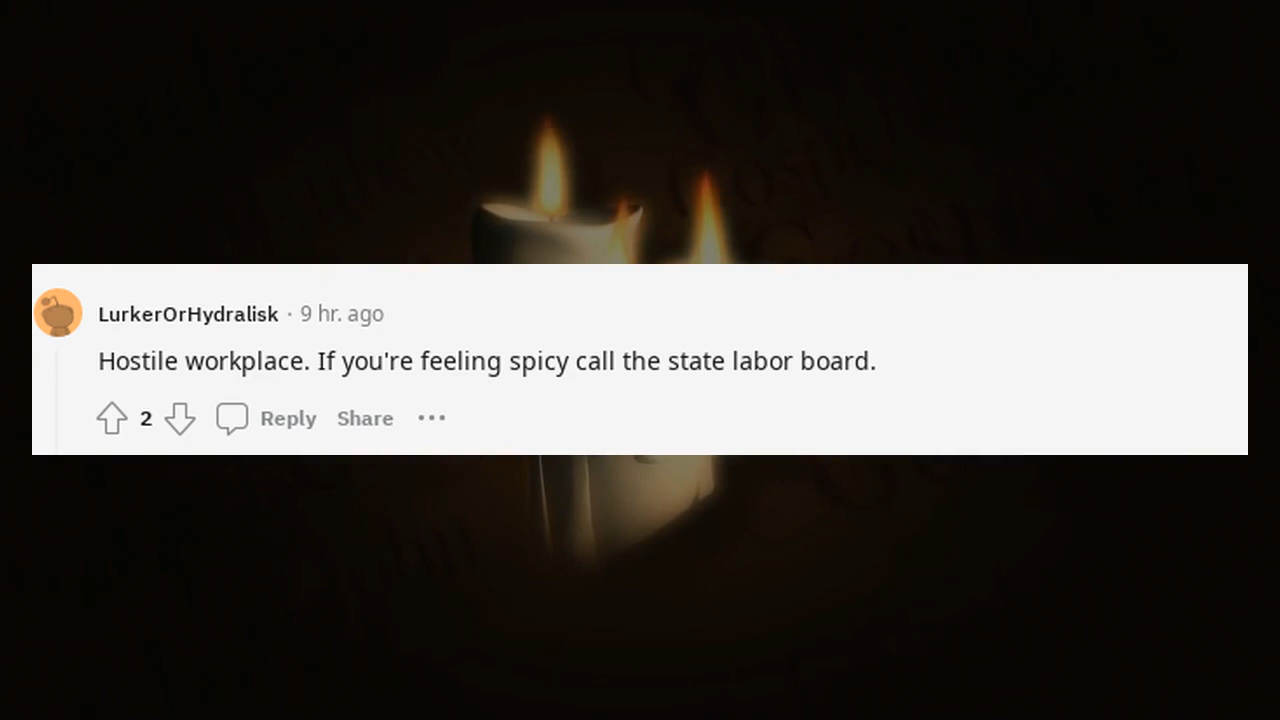 LurkerOrHydralisk · 9 hr. ago
Hostile workplace. If you're feeling spicy call the state labor board.
2 Reply Share ···